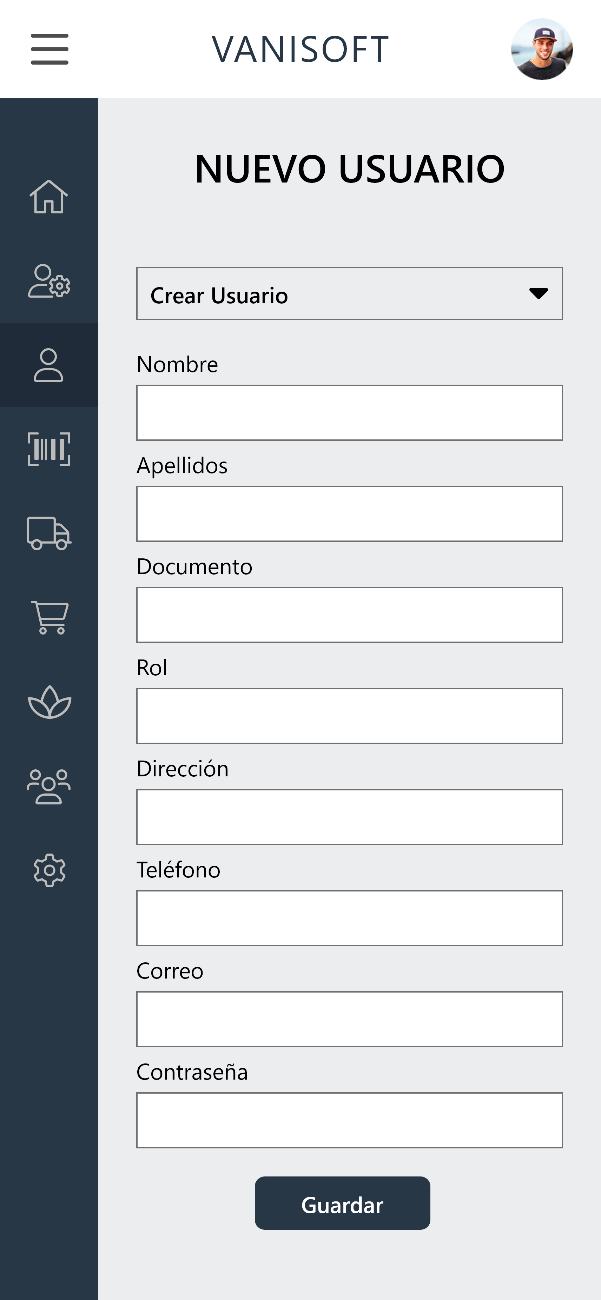 VANISOFT
NUEVO USUARIO
Crear Usuario
Nombre
Apellidos
Documento
Rol
Dirección
Teléfono
Correo
Contraseña
Guardar